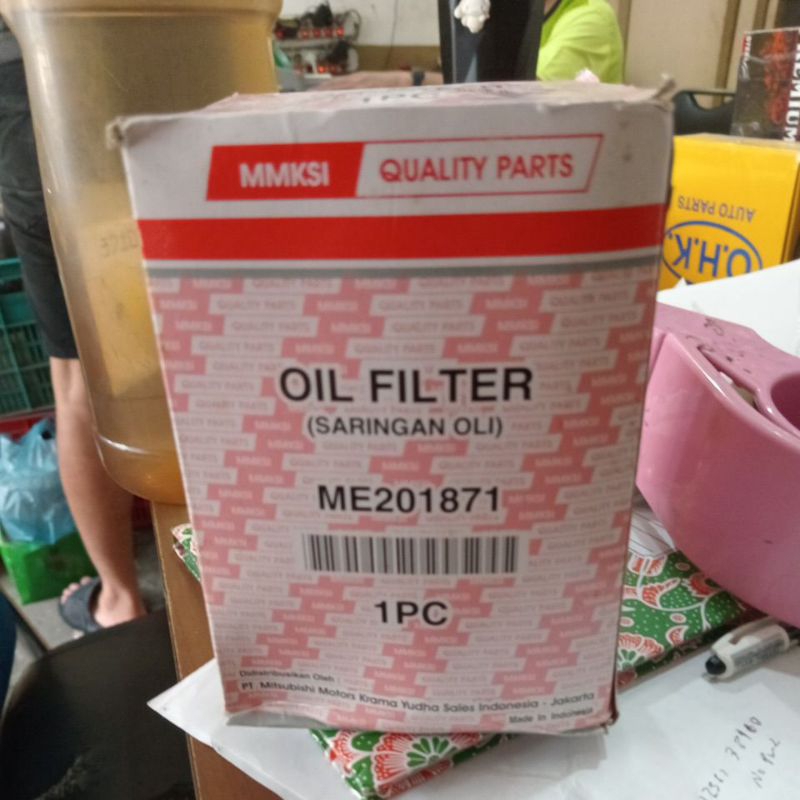 1PC
MMKSI QUALITY PARTS
OIL FILTER
(SARINGAN OLI)
ME201871
1PC
Didistribusikan Oleh :
PT. Mitsubishi Motors Krama Yudha Sales Indonesia - Jakarta
Made In Indonesia
O.H.K.
AUTO PARTS